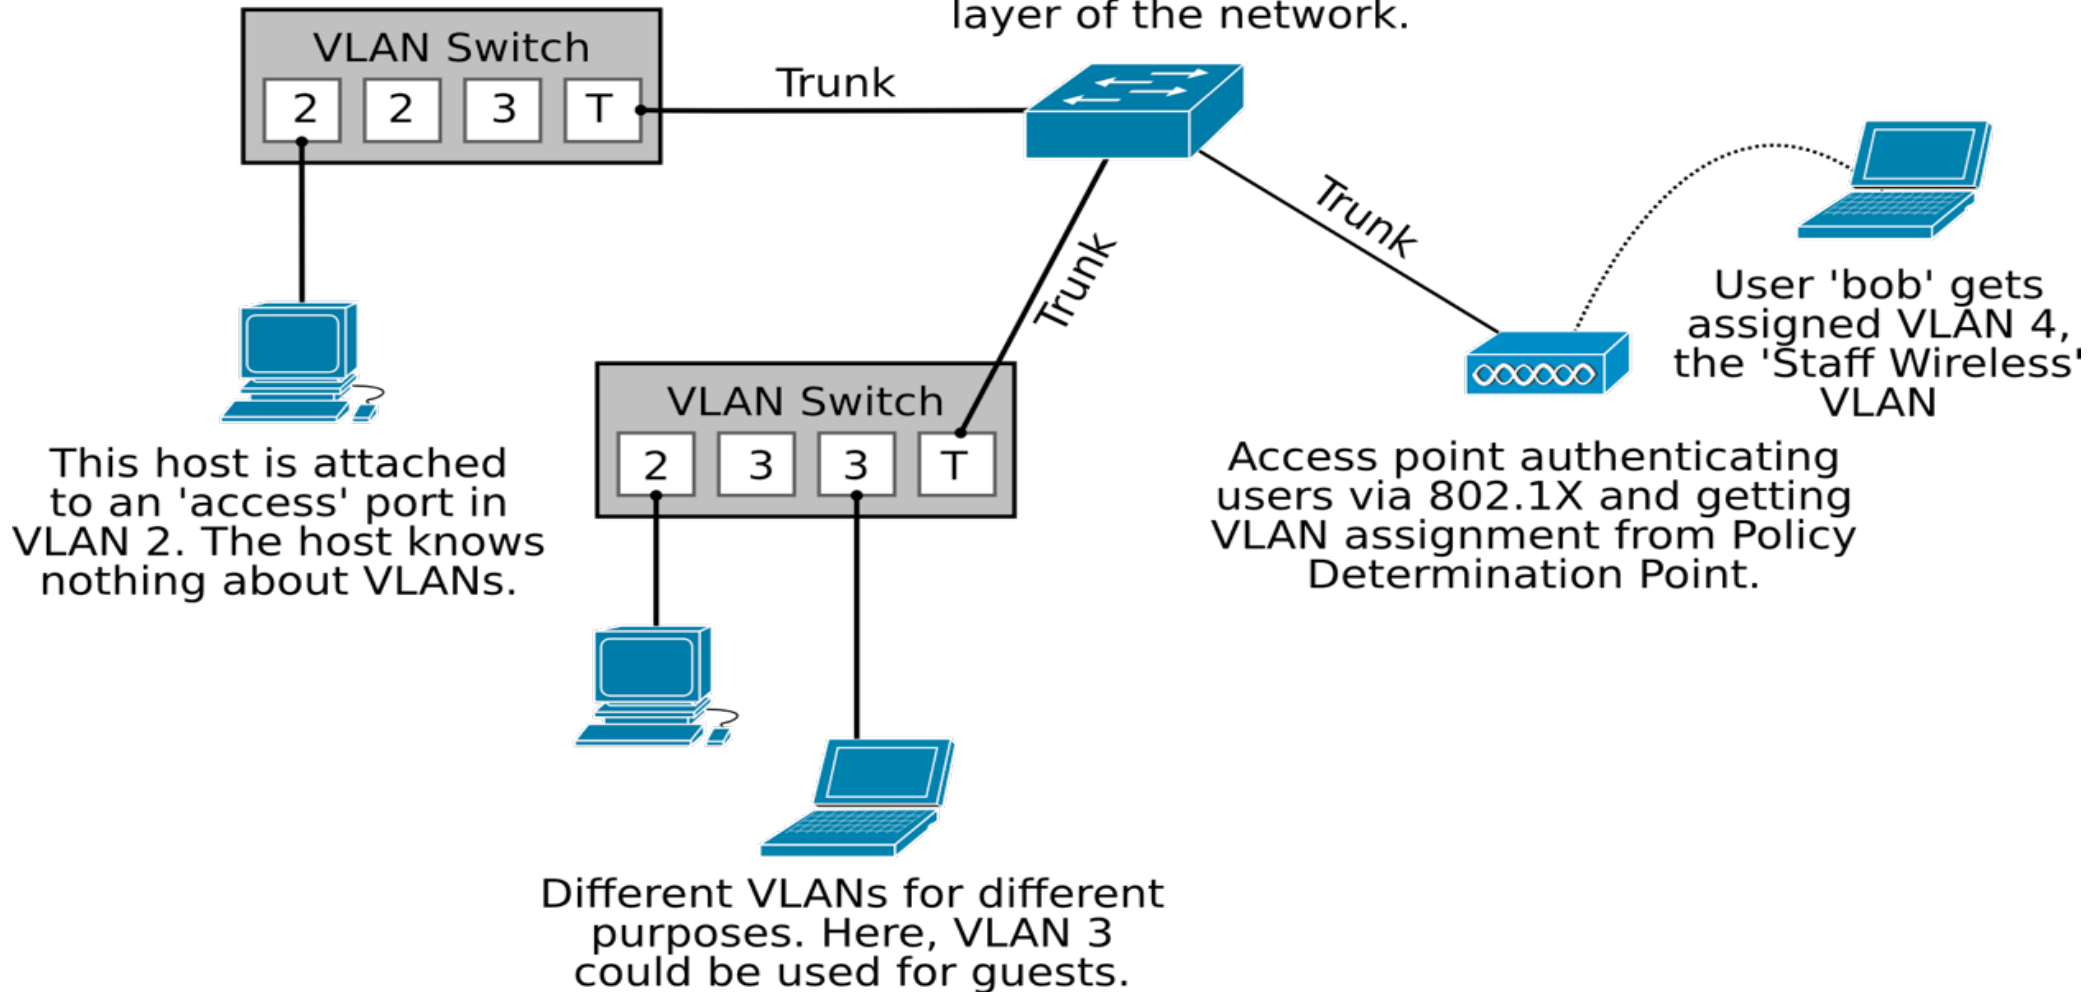 layer of the network.
VLAN Switch
2 2 3 T
Trunk
Trunk
Trunk
User 'bob' gets
assigned VLAN 4,
the 'Staff Wireless'
VLAN
VLAN Switch
2 3 3 T
This host is attached
to an 'access' port in
VLAN 2. The host knows
nothing about VLANs.
Access point authenticating
users via 802.1X and getting
VLAN assignment from Policy
Determination Point.
Different VLANs for different
purposes. Here, VLAN 3
could be used for guests.